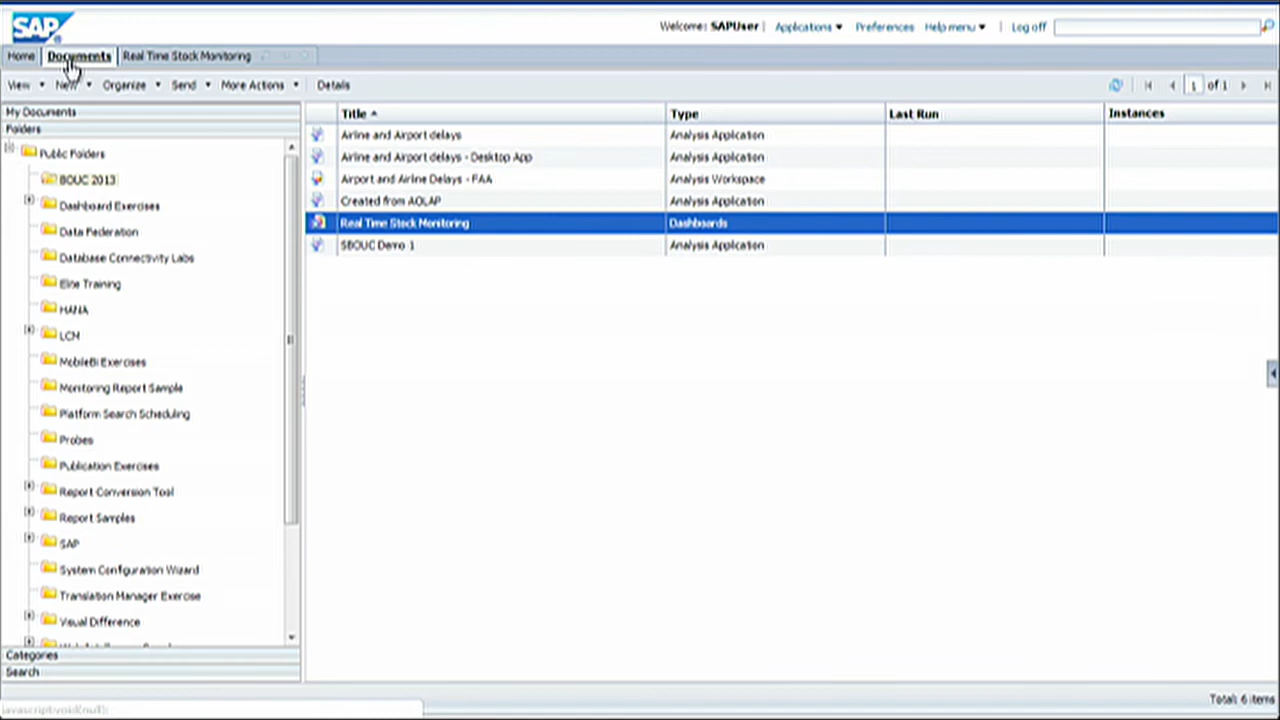 SAP
Welcome: SAPUser | Applications Preferences Help menu | Log off
Home Documents Real Time Stock Monitoring
View New Organize Send More Actions Details 1 of 1
My Documents
Folders
Public Folders
BOUC 2013
Dashboard Exercises
Data Federation
Database Connectivity Labs
Eline Training
HANA
LCM
MobileBI Exercises
Monitoring Report Sample
Platform Search Scheduling
Probes
Publication Exercises
Report Conversion Tool
Report Samples
SAP
System Configuration Wizard
Translation Manager Exercise
Visual Difference
Categories
Search
Title Type Last Run Instances
Airline and Airport delays Analysis Application
Airline and Airport delays - Desktop App Analysis Application
Airport and Airline Delays - FAA Analysis Workspace
Created from AOLAP Analysis Application
Real Time Stock Monitoring Dashboards
SBOUC Demo 1 Analysis Application
Total: 6 items
javascript:void(null);